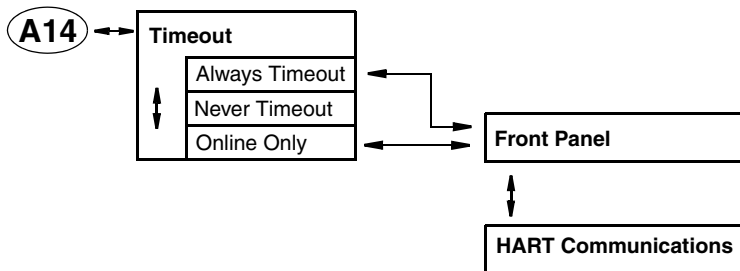 A14
Timeout
Always Timeout
Never Timeout
Online Only
Front Panel
HART Communications